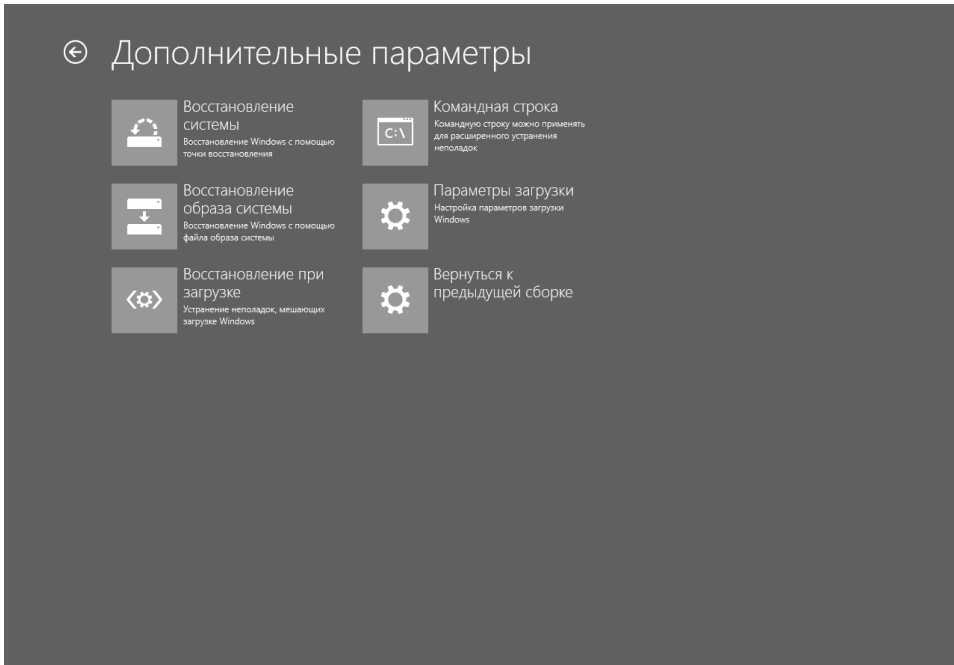 Дополнительные параметры
Восстановление
системы
Восстановление Windows с помощью
точки восстановления
Восстановление
образа системы
Восстановление Windows с помощью
файла образа системы
Восстановление при
загрузке
Устранение неполадок, мешающих
загрузке Windows
C:\
Командная строка
Командную строку можно применять
для расширенного устранения
неполадок
Параметры загрузки
Настройка параметров загрузки
Windows
Вернуться к
предыдущей сборке